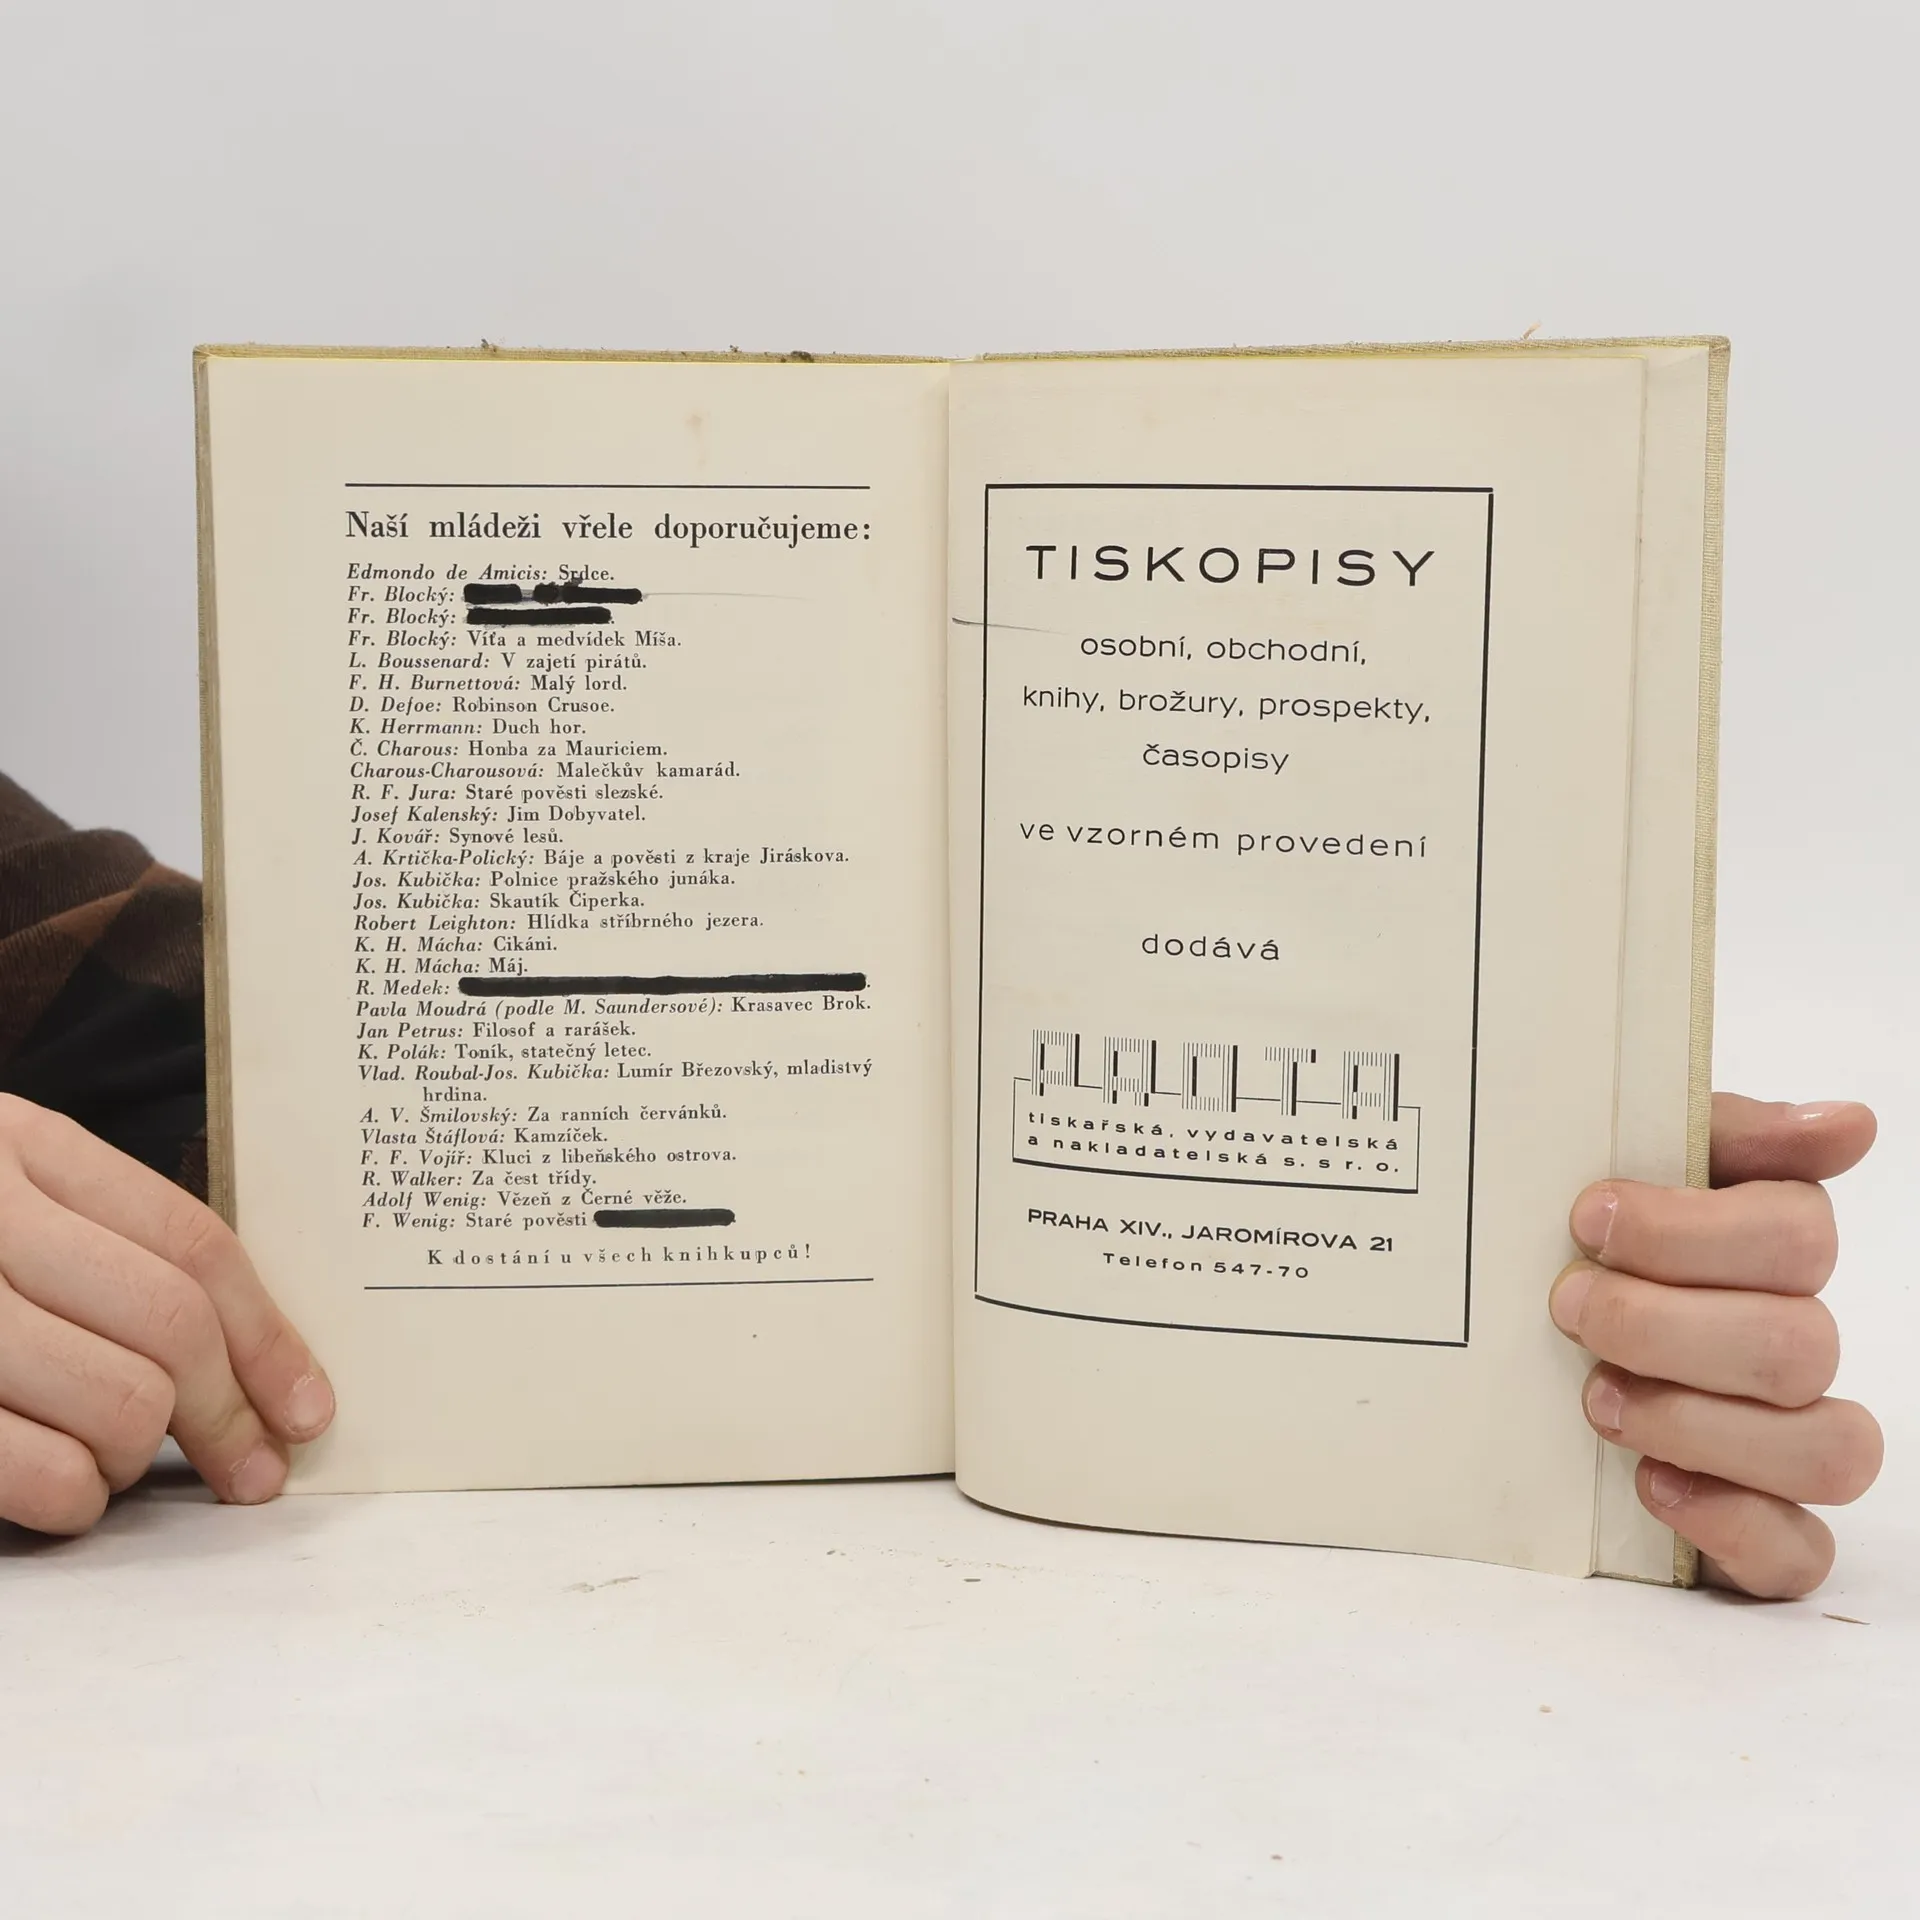 Naší mládeži vřele doporučujeme:
Edmondo de Amicis: Srdce.
Fr. Blocký:
Fr. Blocký:
Fr. Blocký: Víťa a medvídek Míša.
L. Boussenard: V zajetí pirátů.
F. H. Burnettová: Malý lord.
D. Defoe: Robinson Crusoe.
K. Herrmann: Duch hor.
Č. Charous: Honba za Mauriciem.
Charous-Charousová: Malečkův kamarád.
R. F. Jura: Staré pověsti slezské.
Josef Kalenský: Jim Dobyvatel.
J. Kovář: Synové lesů.
A. Krtička-Polický: Báje a pověsti z kraje Jiráskova.
Jos. Kubička: Polnice pražského junáka.
Jos. Kubička: Skautík Čiperka.
Robert Leighton: Hlídka stříbrného jezera.
K. H. Mácha: Cikáni.
K. H. Mácha: Máj.
R. Medek:
Pavla Moudrá (podle M. Saundersové): Krasavec Brok.
Jan Petrus: Filosof a rarášek.
K. Polák: Toník, statečný letec.
Vlad. Roubal-Jos. Kubička: Lumír Březovský, mladistvý
hrdina.
A. V. Šmilovský: Za ranních červánků.
Vlasta Štáflová: Kamzíček.
F. F. Vojíř: Kluci z libeňského ostrova.
R. Walker: Za čest třídy.
Adolf Wenig: Vězeň z Černé věže.
F. Wenig: Staré pověsti
K dostání u všech knihkupců!
TISKOPISY
osobní, obchodní,
knihy, brožury, prospekty,
časopisy
ve vzorném provedení
dodává
PROTA
tiskařská, vydavatelská
a nakladatelská s. s r. o.
PRAHA XIV., JAROMÍROVA 21
Telefon 547-70